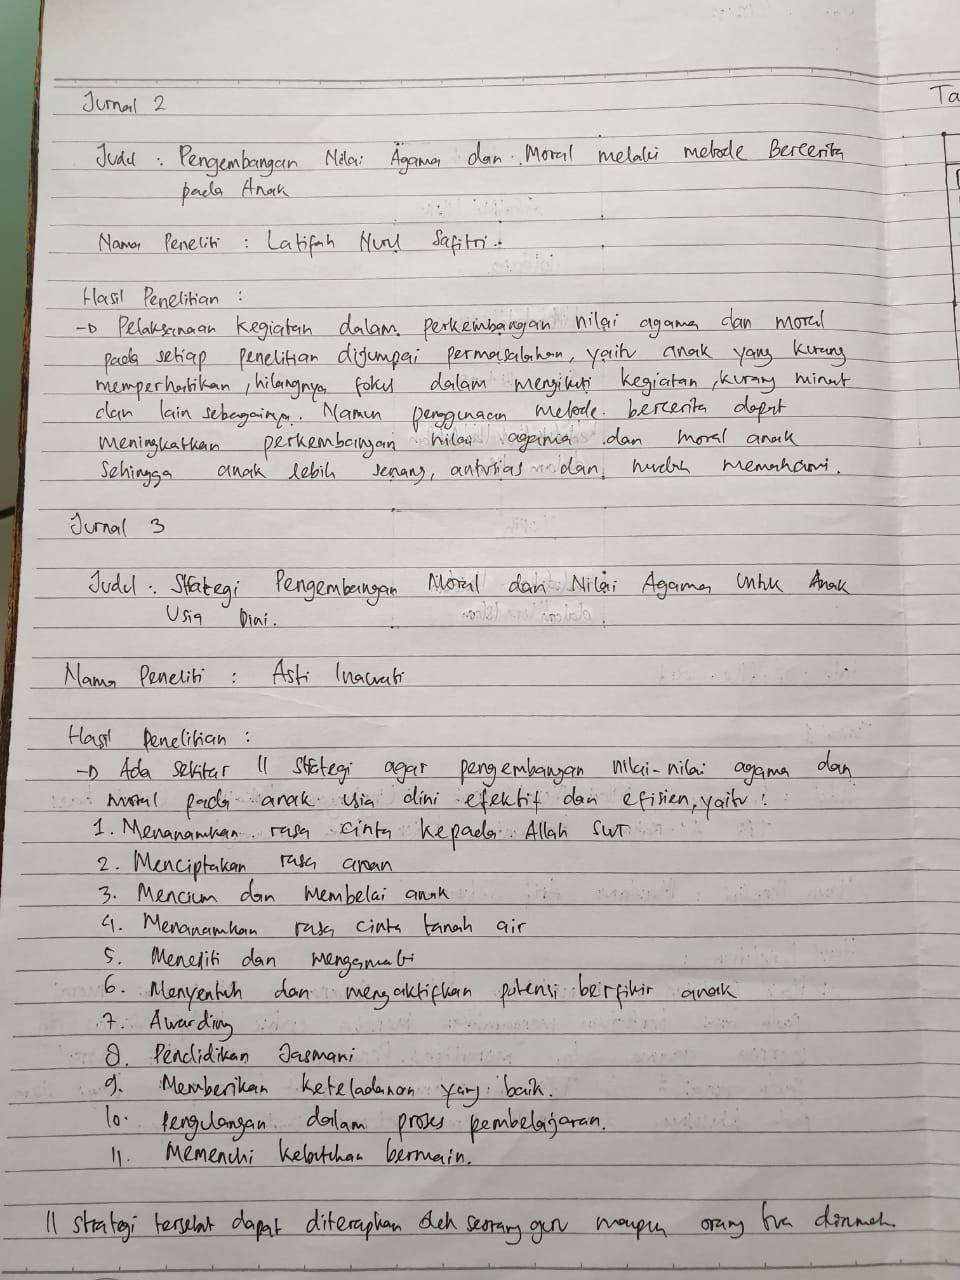 Jurnal 2
Ta
Judul : Pengembangan Nilai Agama dan Moral melalui metode Bercerita
pada Anak
Nama Peneliti : Latifah Nurul Safitri.
Hasil Penelitian :
→ Pelaksanaan kegiatan dalam perkembangan nilai agama dan moral
pada setiap penelitian dijumpai permasalahan, yaitu anak yang kurang
memperhatikan, hilangnya fokus dalam mengikuti kegiatan, kurang minat
dan lain sebagainya. Namun penggunaan metode bercerita dapat
meningkatkan perkembangan nilai agama dan moral anak
Sehingga anak lebih senang, antusias dan mudah memahami.
Jurnal 3
Judul : Strategi Pengembangan Moral dan Nilai Agama Untuk Anak
Usia Dini.
Nama Peneliti : Asti Inawati
Hasil Penelitian :
→ Ada sekitar 11 strategi agar pengembangan nilai-nilai agama dan
moral pada anak usia dini efektif dan efisien, yaitu :
1. Menanamkan rasa cinta kepada Allah SWT
2. Menciptakan rasa aman
3. Mencium dan membelai anak
4. Menanamkan rasa cinta tanah air
5. Meneliti dan mengamati
6. Menyentuh dan mengaktifkan potensi berfikir anak
7. Awarding
8. Pendidikan Jasmani
9. Memberikan keteladanan yang baik.
10. Pengulangan dalam proses pembelajaran.
11. Memenuhi kebutuhan bermain.
11 strategi tersebut dapat diterapkan oleh seorang guru maupun orang tua dirumah.